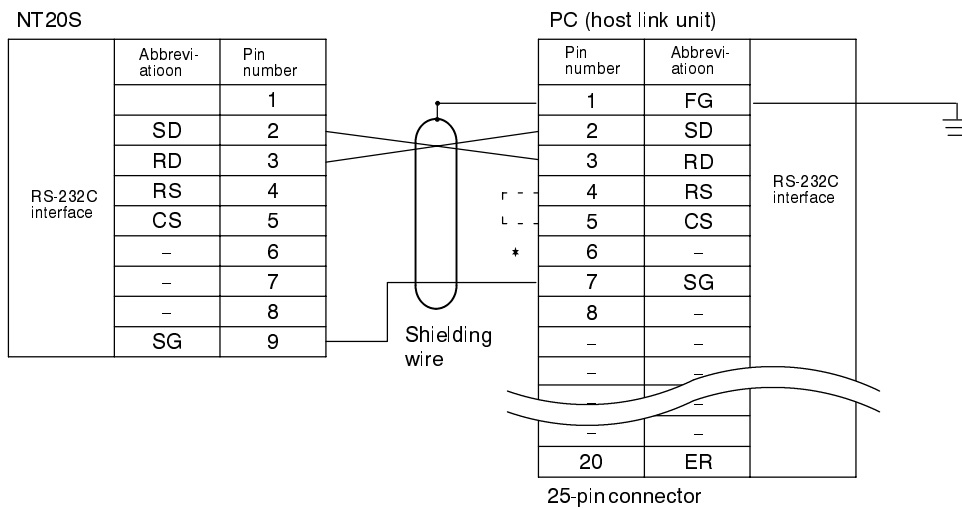 NT20S
Abbrevi-
atioon
Pin
number
1
SD 2
RD 3
RS 4
CS 5
– 6
– 7
– 8
SG 9
RS-232C
interface
Shielding
wire
PC (host link unit)
Pin
number
Abbrevi-
atioon
1 FG
2 SD
3 RD
4 RS
5 CS
* 6 –
7 SG
8 –
– –
– –
– –
– –
20 ER
RS-232C
interface
25-pin connector